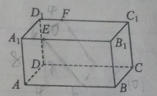 D₁ F C₁
A₁ E B₁
D C
A B